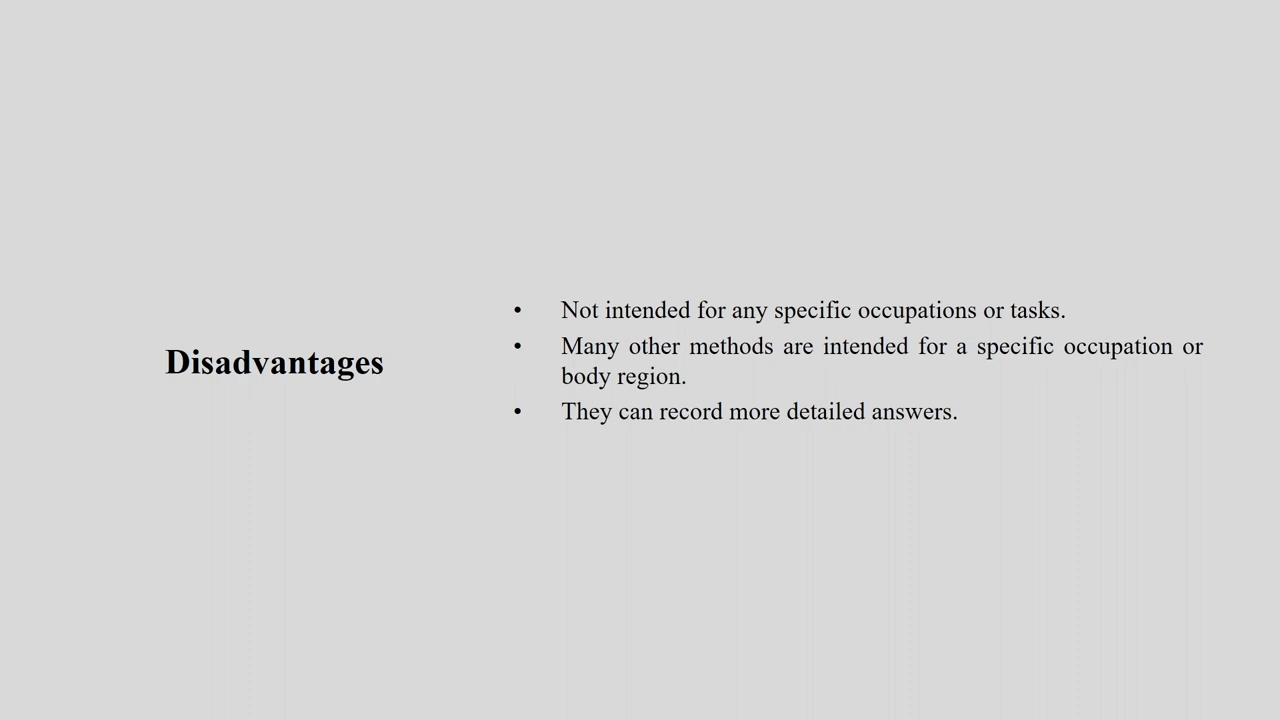 Disadvantages
• Not intended for any specific occupations or tasks.
• Many other methods are intended for a specific occupation or
body region.
• They can record more detailed answers.